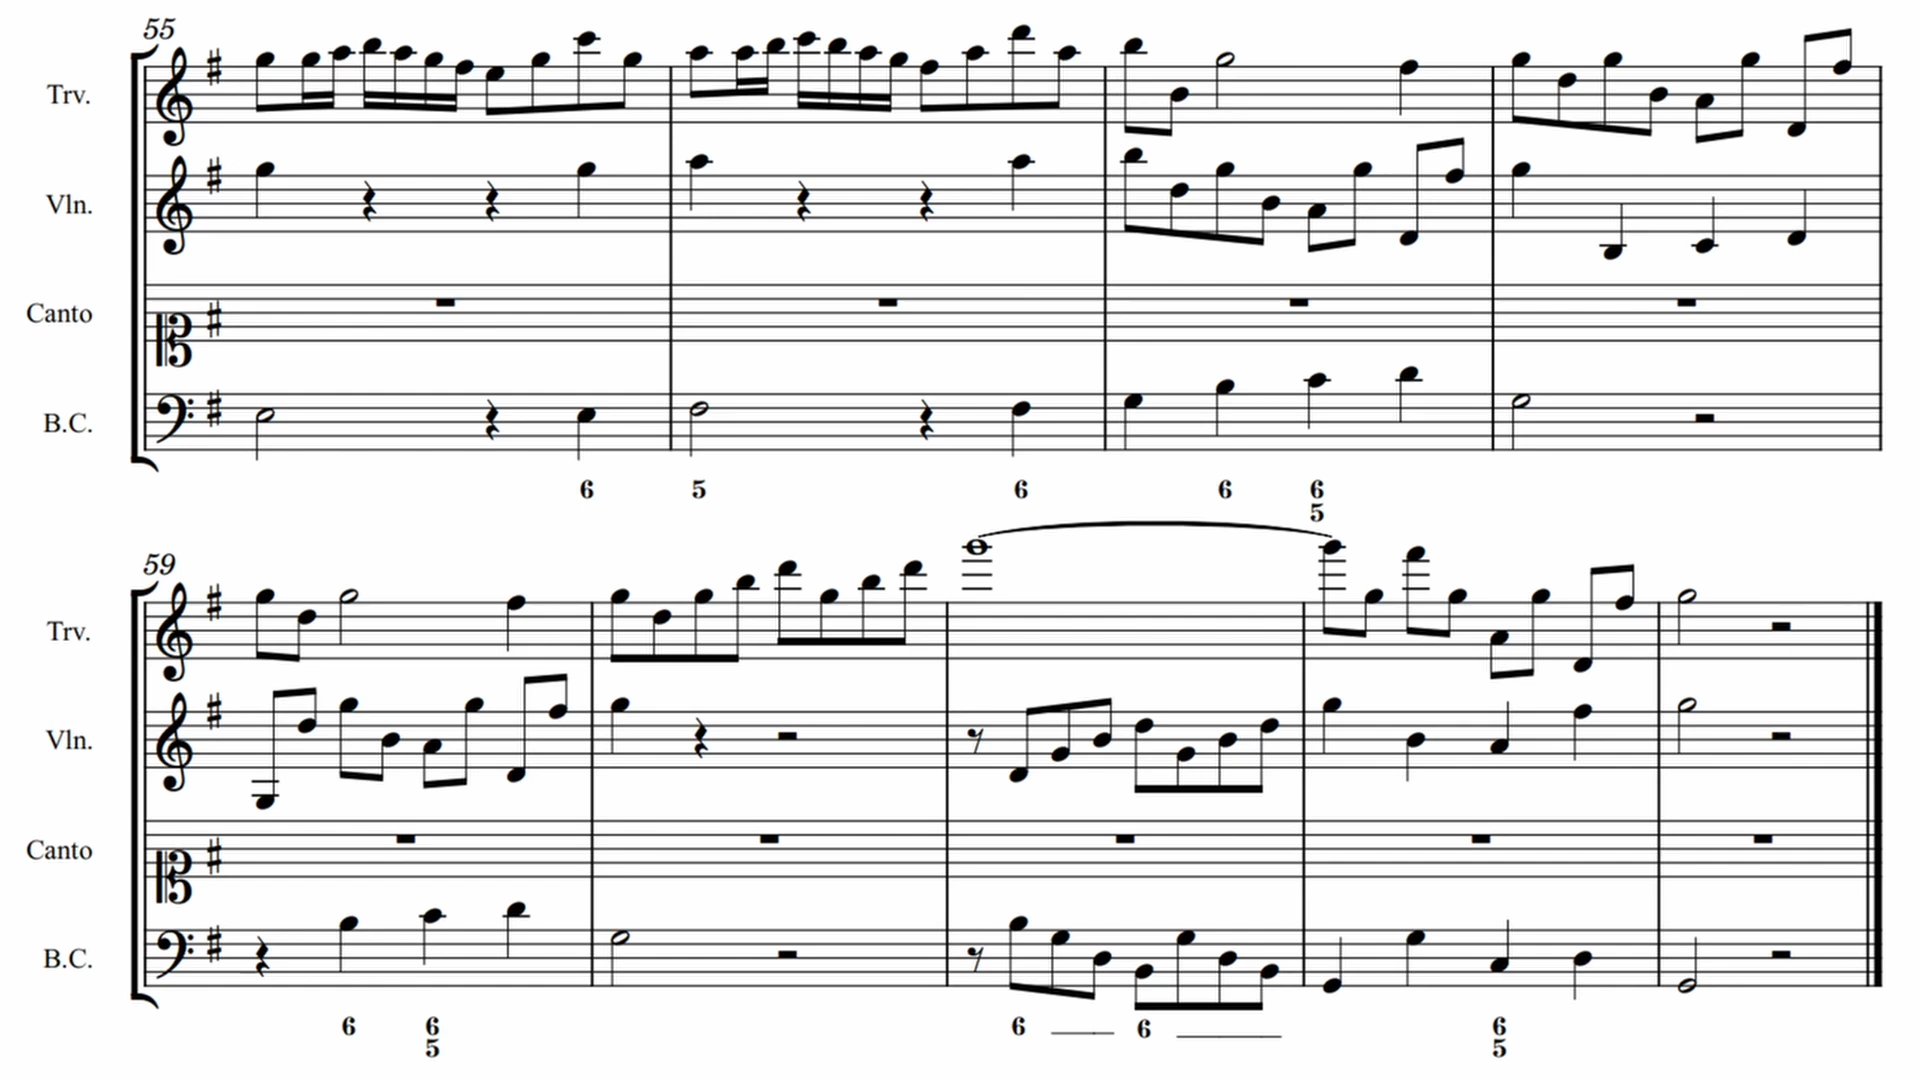 55
Trv.
Vln.
Canto
B.C.
6 5 6 6 6
5
59
Trv.
Vln.
Canto
B.C.
6 6 6 6 6
5 5